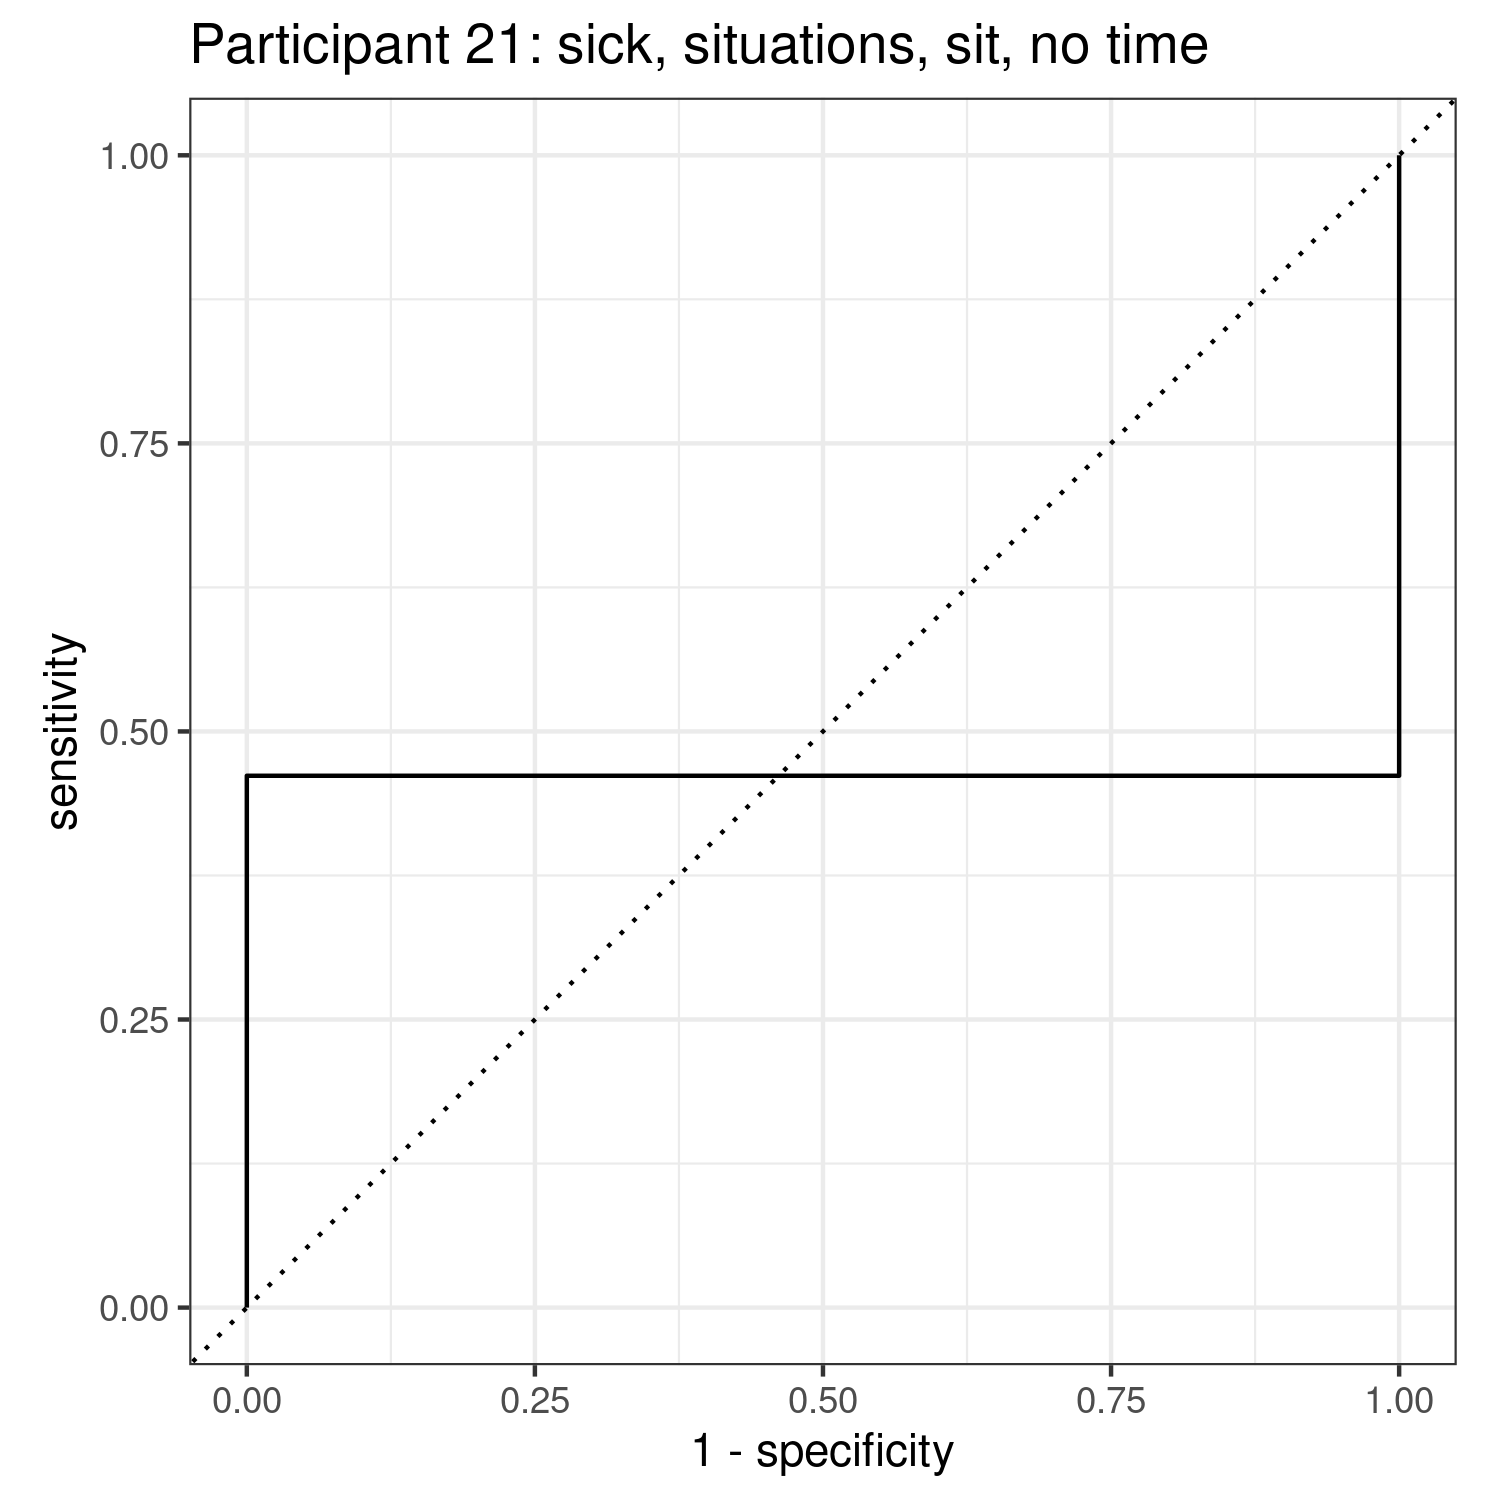 Participant 21: sick, situations, sit, no time
1.00
0.75
0.50
0.25
0.00
sensitivity
0.00 0.25 0.50 0.75 1.00
1 - specificity